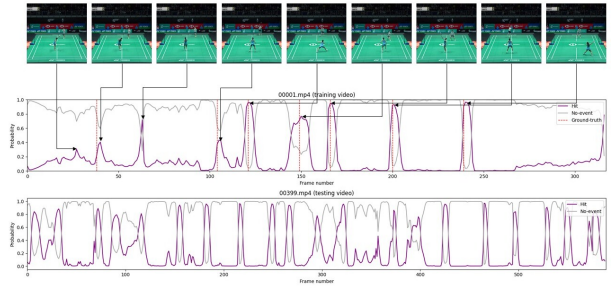 00001.mp4 (training video)
Hit
No-event
Ground-truth
Probability
1.0
0.8
0.6
0.4
0.2
0.0
0
50
100
150
200
250
300
Frame number
00399.mp4 (testing video)
Hit
No-event
Probability
1.0
0.8
0.6
0.4
0.2
0.0
0
100
200
300
400
500
Frame number